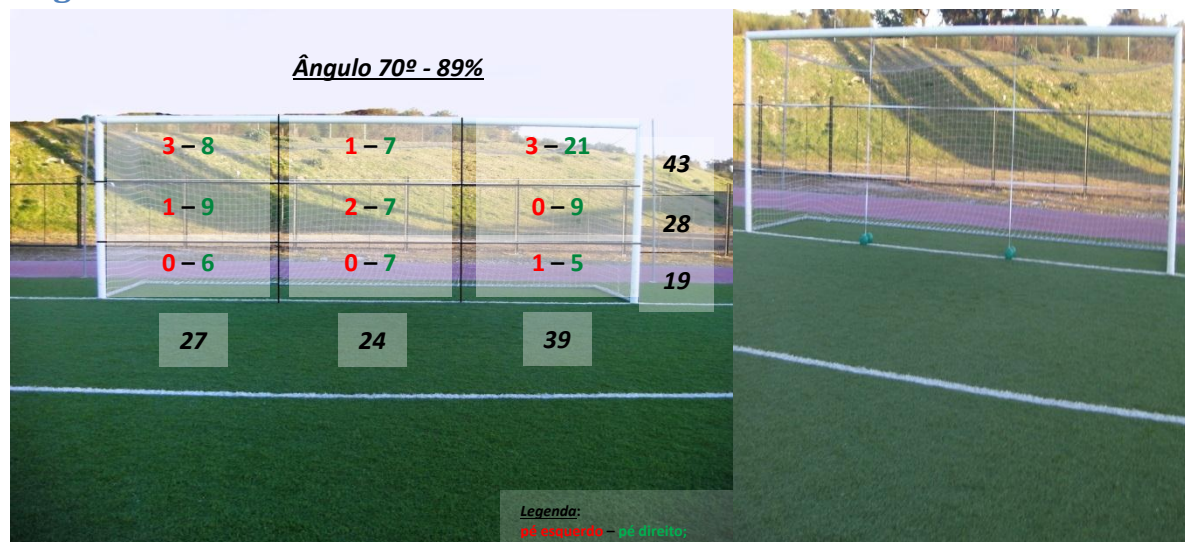 Ângulo 70º - 89%
3 – 8 1 – 7 3 – 21
43
1 – 9 2 – 7 0 – 9
28
0 – 6 0 – 7 1 – 5
19
27 24 39
Legenda:
pé esquerdo – pé direito;